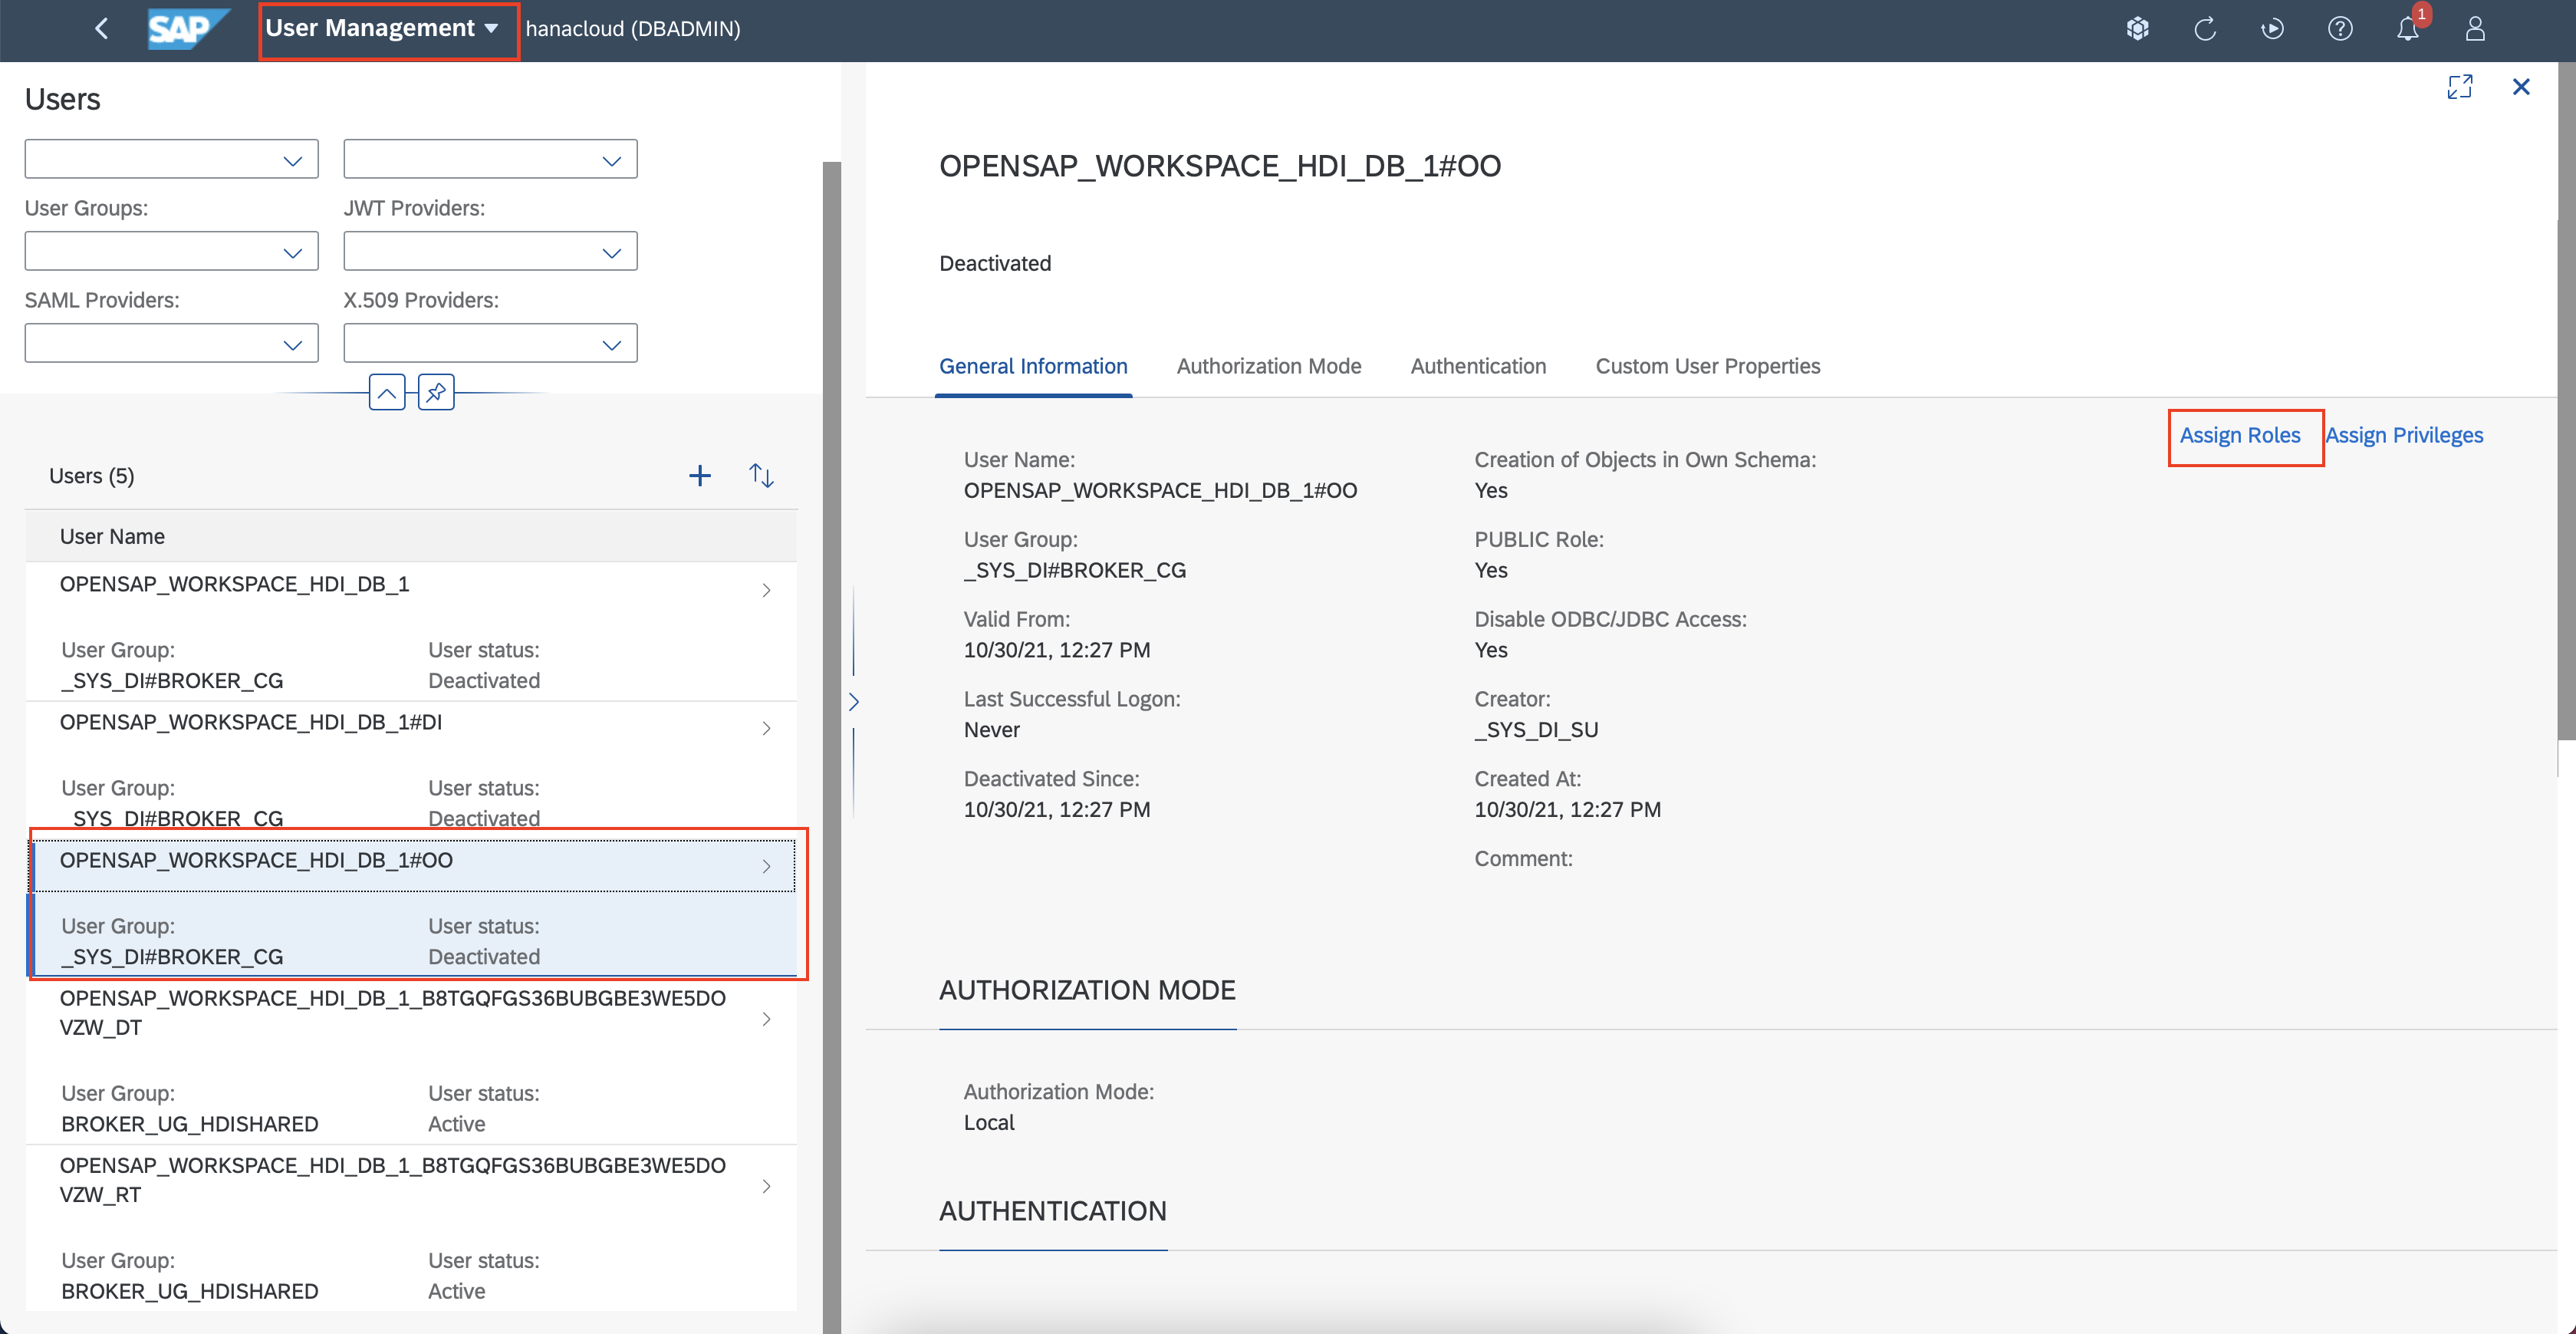 SAP User Management hanacloud (DBADMIN) 1
Users
User Groups: JWT Providers:
SAML Providers: X.509 Providers:
Users (5)
User Name
OPENSAP_WORKSPACE_HDI_DB_1
User Group: User status:
_SYS_DI#BROKER_CG Deactivated
OPENSAP_WORKSPACE_HDI_DB_1#DI
User Group: User status:
_SYS_DI#BROKER_CG Deactivated
OPENSAP_WORKSPACE_HDI_DB_1#OO
User Group: User status:
_SYS_DI#BROKER_CG Deactivated
OPENSAP_WORKSPACE_HDI_DB_1_B8TGQFGS36BUBGBE3WE5DO
VZW_DT
User Group: User status:
BROKER_UG_HDISHARED Active
OPENSAP_WORKSPACE_HDI_DB_1_B8TGQFGS36BUBGBE3WE5DO
VZW_RT
User Group: User status:
BROKER_UG_HDISHARED Active
OPENSAP_WORKSPACE_HDI_DB_1#OO
Deactivated
General Information Authorization Mode Authentication Custom User Properties
Assign Roles Assign Privileges
User Name: Creation of Objects in Own Schema:
OPENSAP_WORKSPACE_HDI_DB_1#OO Yes
User Group: PUBLIC Role:
_SYS_DI#BROKER_CG Yes
Valid From: Disable ODBC/JDBC Access:
10/30/21, 12:27 PM Yes
Last Successful Logon: Creator:
Never _SYS_DI_SU
Deactivated Since: Created At:
10/30/21, 12:27 PM 10/30/21, 12:27 PM
Comment:
AUTHORIZATION MODE
Authorization Mode:
Local
AUTHENTICATION